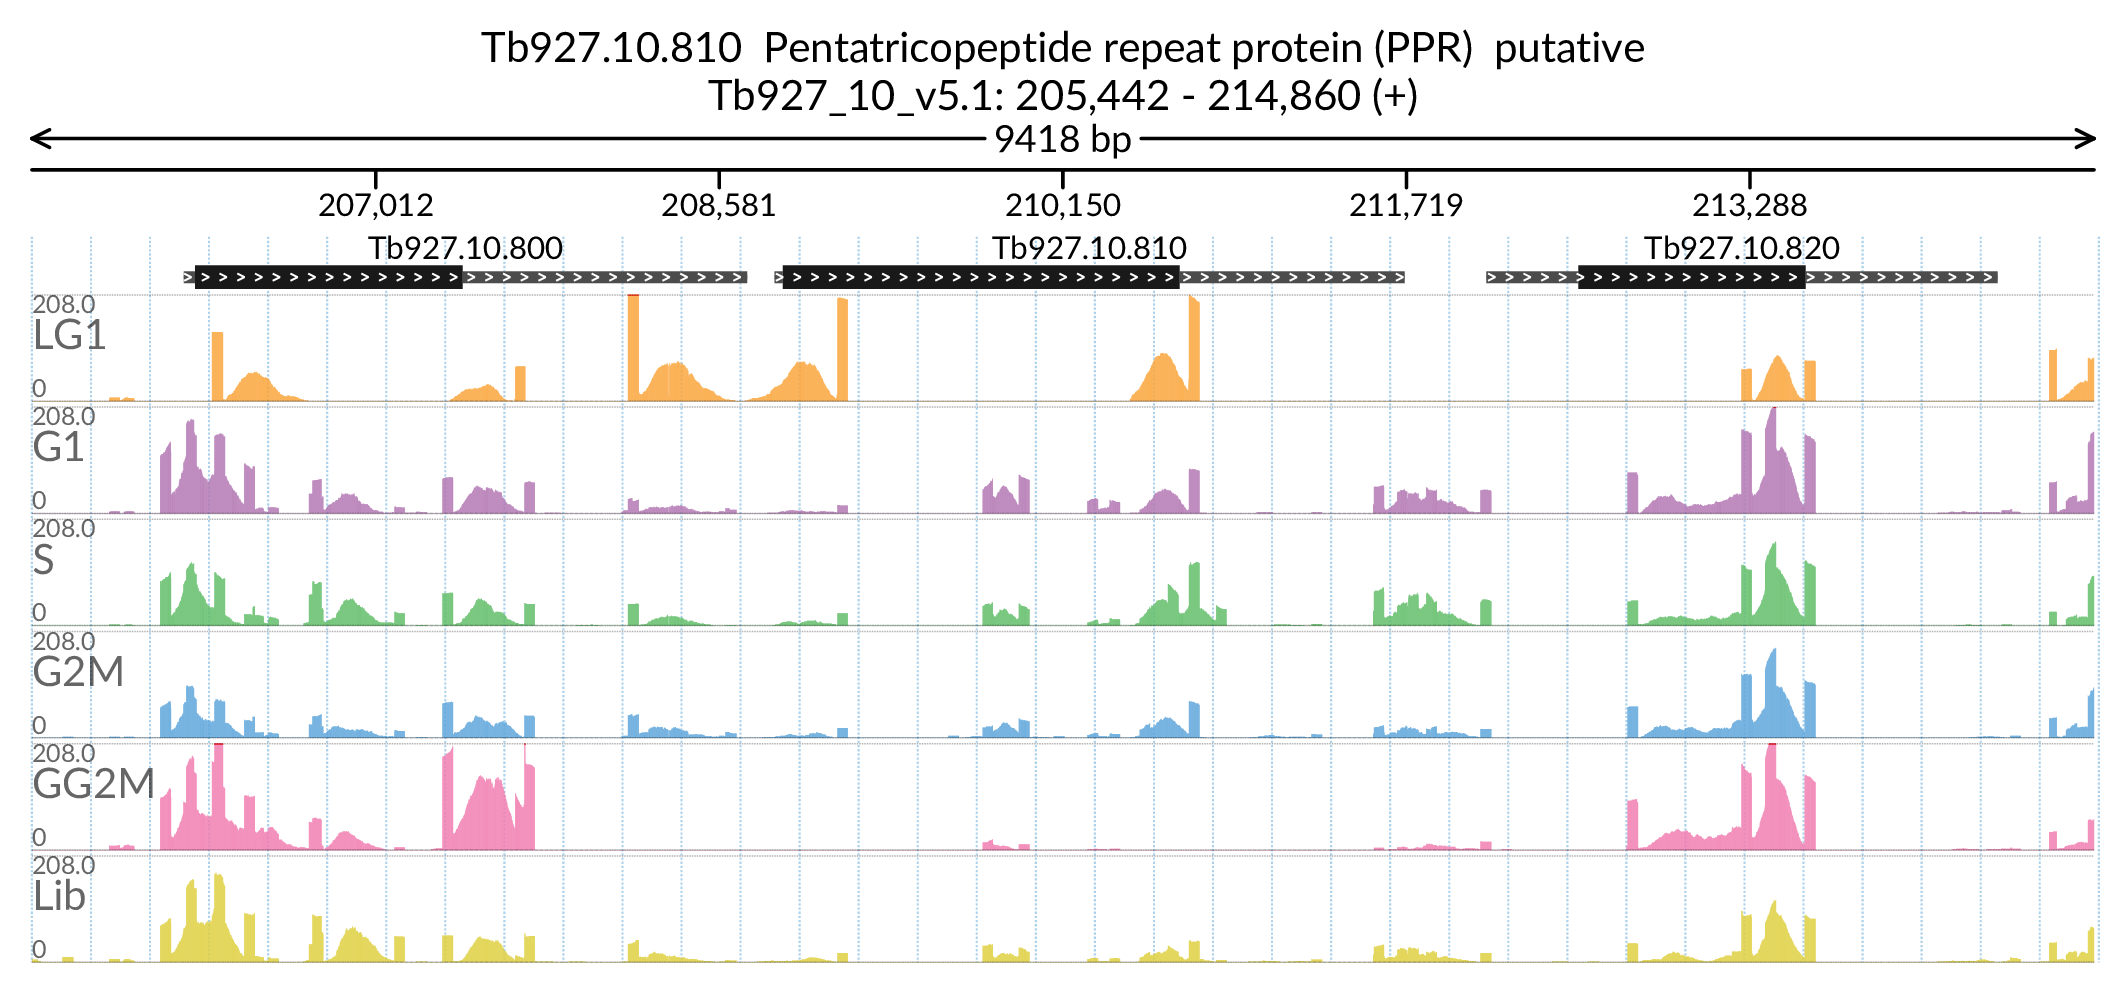 Tb927.10.810 Pentatricopeptide repeat protein (PPR) putative
Tb927_10_v5.1: 205,442 - 214,860 (+)
9418 bp
207,012 208,581 210,150 211,719 213,288
Tb927.10.800 Tb927.10.810 Tb927.10.820
208.0
LG1
0
208.0
G1
0
208.0
S
0
208.0
G2M
0
208.0
GG2M
0
208.0
Lib
0